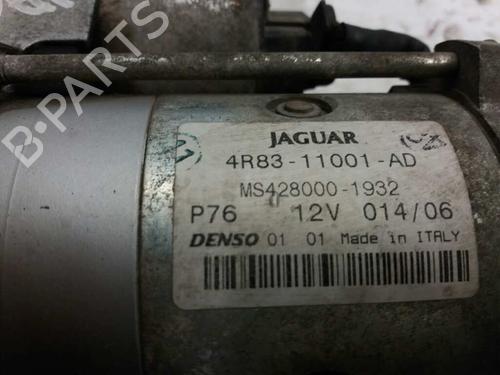 B-PARTS
JAGUAR
4R83-11001-AD
MS428000-1932
P76 12V 014/06
DENSO 01 01 Made in ITALY